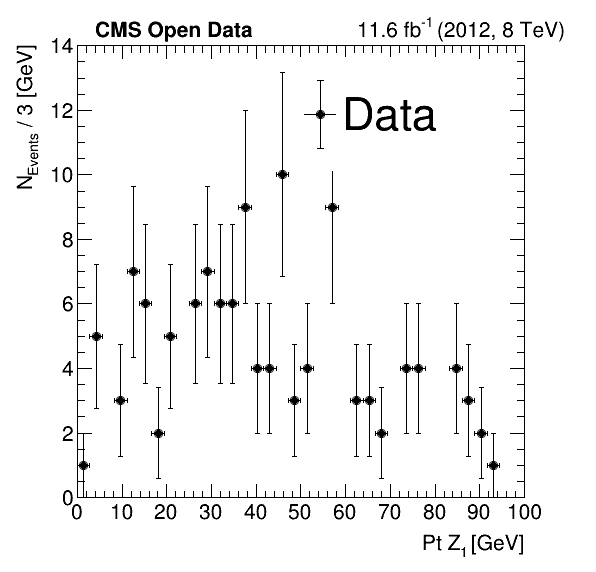 CMS Open Data 11.6 fb⁻¹ (2012, 8 TeV)
N_Events / 3 [GeV]
14
12
10
8
6
4
2
0
Data
0 10 20 30 40 50 60 70 80 90 100
Pt Z₁ [GeV]